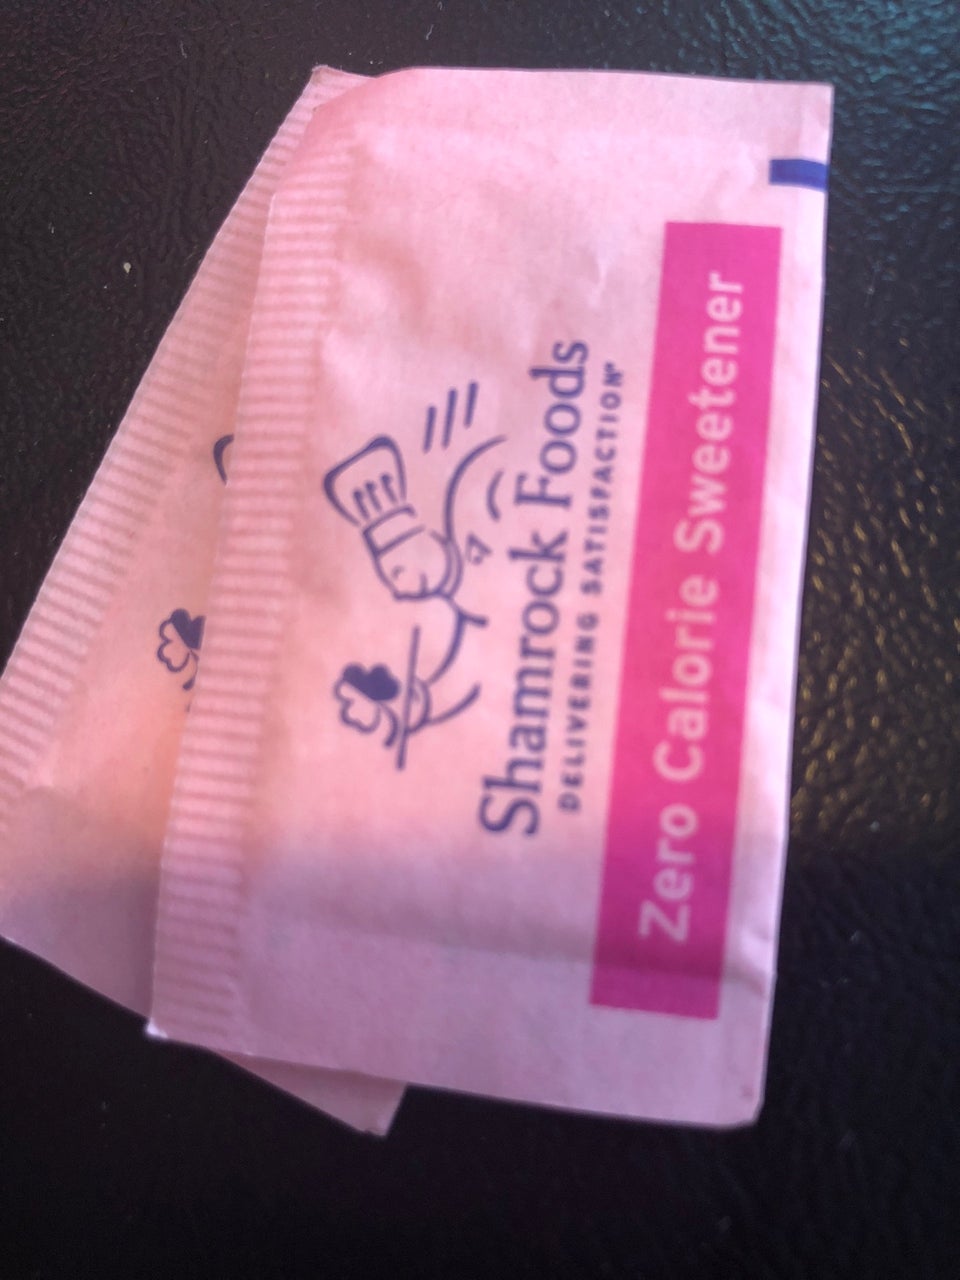 Shamrock Foods
DELIVERING SATISFACTION
Zero Calorie Sweetener